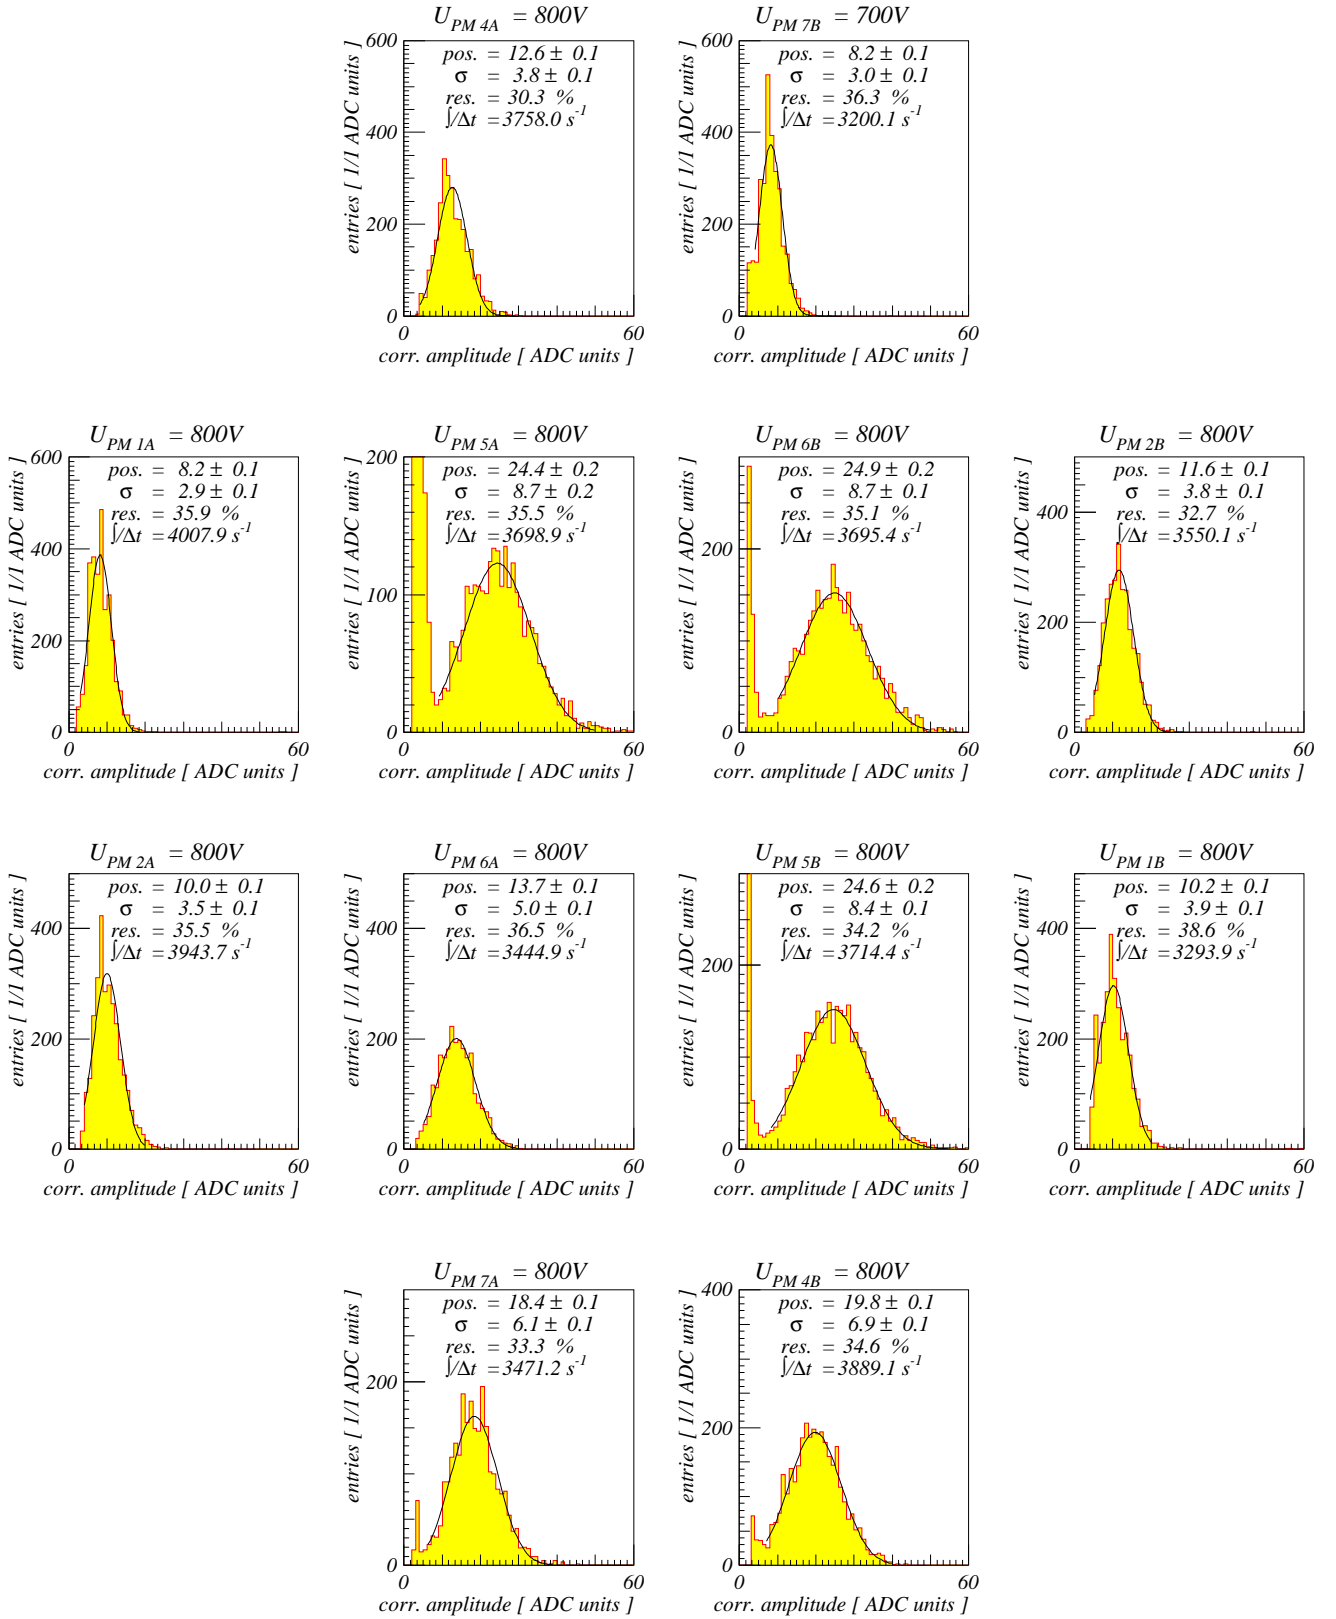 U PM 4A = 800V
pos. = 12.6 ± 0.1
σ = 3.8 ± 0.1
res. = 30.3 %
∫/Δt = 3758.0 s-1
600
400
200
0
0
60
entries [ 1/1 ADC units ]
corr. amplitude [ ADC units ]
U PM 7B = 700V
pos. = 8.2 ± 0.1
σ = 3.0 ± 0.1
res. = 36.3 %
∫/Δt = 3200.1 s-1
600
400
200
0
0
60
entries [ 1/1 ADC units ]
corr. amplitude [ ADC units ]
U PM 1A = 800V
pos. = 8.2 ± 0.1
σ = 2.9 ± 0.1
res. = 35.9 %
∫/Δt = 4007.9 s-1
600
400
200
0
0
60
entries [ 1/1 ADC units ]
corr. amplitude [ ADC units ]
U PM 5A = 800V
pos. = 24.4 ± 0.2
σ = 8.7 ± 0.2
res. = 35.5 %
∫/Δt = 3698.9 s-1
200
100
0
0
60
entries [ 1/1 ADC units ]
corr. amplitude [ ADC units ]
U PM 6B = 800V
pos. = 24.9 ± 0.2
σ = 8.7 ± 0.1
res. = 35.1 %
∫/Δt = 3695.4 s-1
200
0
0
60
entries [ 1/1 ADC units ]
corr. amplitude [ ADC units ]
U PM 2B = 800V
pos. = 11.6 ± 0.1
σ = 3.8 ± 0.1
res. = 32.7 %
∫/Δt = 3550.1 s-1
400
200
0
0
60
entries [ 1/1 ADC units ]
corr. amplitude [ ADC units ]
U PM 2A = 800V
pos. = 10.0 ± 0.1
σ = 3.5 ± 0.1
res. = 35.5 %
∫/Δt = 3943.7 s-1
400
200
0
0
60
entries [ 1/1 ADC units ]
corr. amplitude [ ADC units ]
U PM 6A = 800V
pos. = 13.7 ± 0.1
σ = 5.0 ± 0.1
res. = 36.5 %
∫/Δt = 3444.9 s-1
400
200
0
0
60
entries [ 1/1 ADC units ]
corr. amplitude [ ADC units ]
U PM 5B = 800V
pos. = 24.6 ± 0.2
σ = 8.4 ± 0.1
res. = 34.2 %
∫/Δt = 3714.4 s-1
200
0
0
60
entries [ 1/1 ADC units ]
corr. amplitude [ ADC units ]
U PM 1B = 800V
pos. = 10.2 ± 0.1
σ = 3.9 ± 0.1
res. = 38.6 %
∫/Δt = 3293.9 s-1
400
200
0
0
60
entries [ 1/1 ADC units ]
corr. amplitude [ ADC units ]
U PM 7A = 800V
pos. = 18.4 ± 0.1
σ = 6.1 ± 0.1
res. = 33.3 %
∫/Δt = 3471.2 s-1
200
0
0
60
entries [ 1/1 ADC units ]
corr. amplitude [ ADC units ]
U PM 4B = 800V
pos. = 19.8 ± 0.1
σ = 6.9 ± 0.1
res. = 34.6 %
∫/Δt = 3889.1 s-1
400
200
0
0
60
entries [ 1/1 ADC units ]
corr. amplitude [ ADC units ]